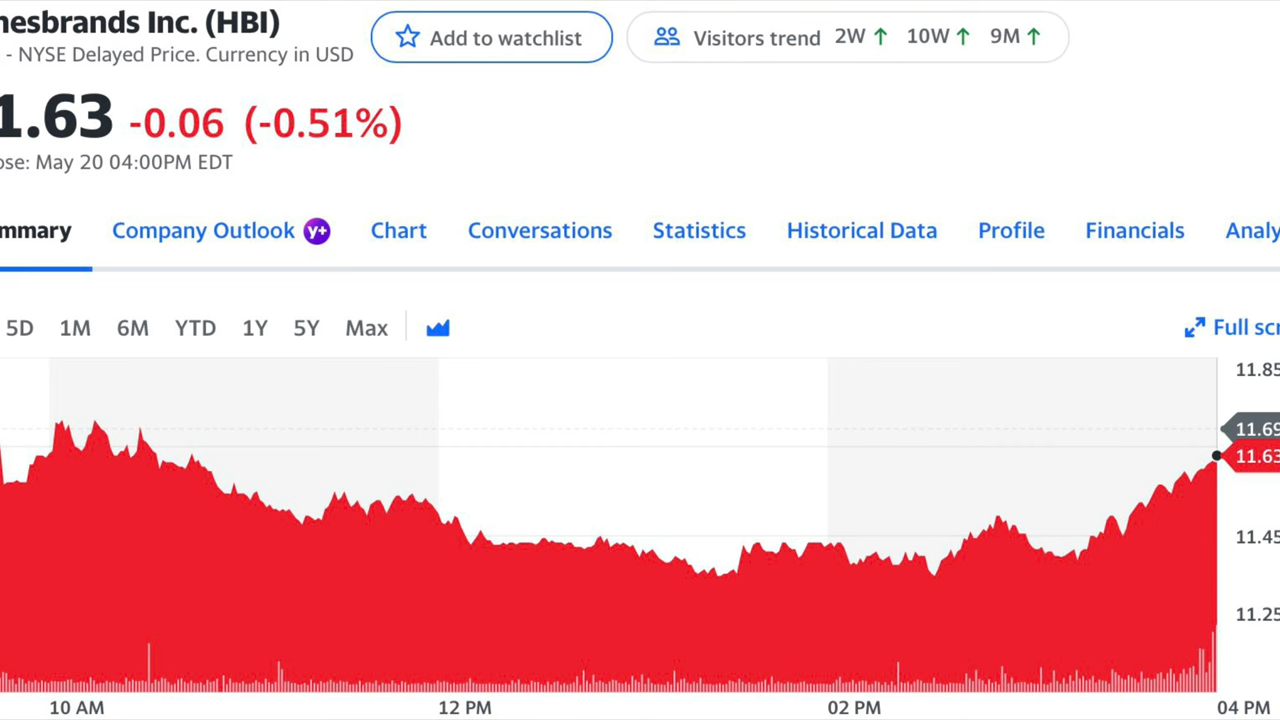 nesbrands Inc. (HBI)
- NYSE Delayed Price. Currency in USD
Add to watchlist
Visitors trend 2W ↑ 10W ↑ 9M ↑
1.63 -0.06 (-0.51%)
ose: May 20 04:00PM EDT
mmary Company Outlook y+ Chart Conversations Statistics Historical Data Profile Financials Analy
5D 1M 6M YTD 1Y 5Y Max
Full scr
11.85
11.69
11.63
11.45
11.25
10 AM 12 PM 02 PM 04 PM